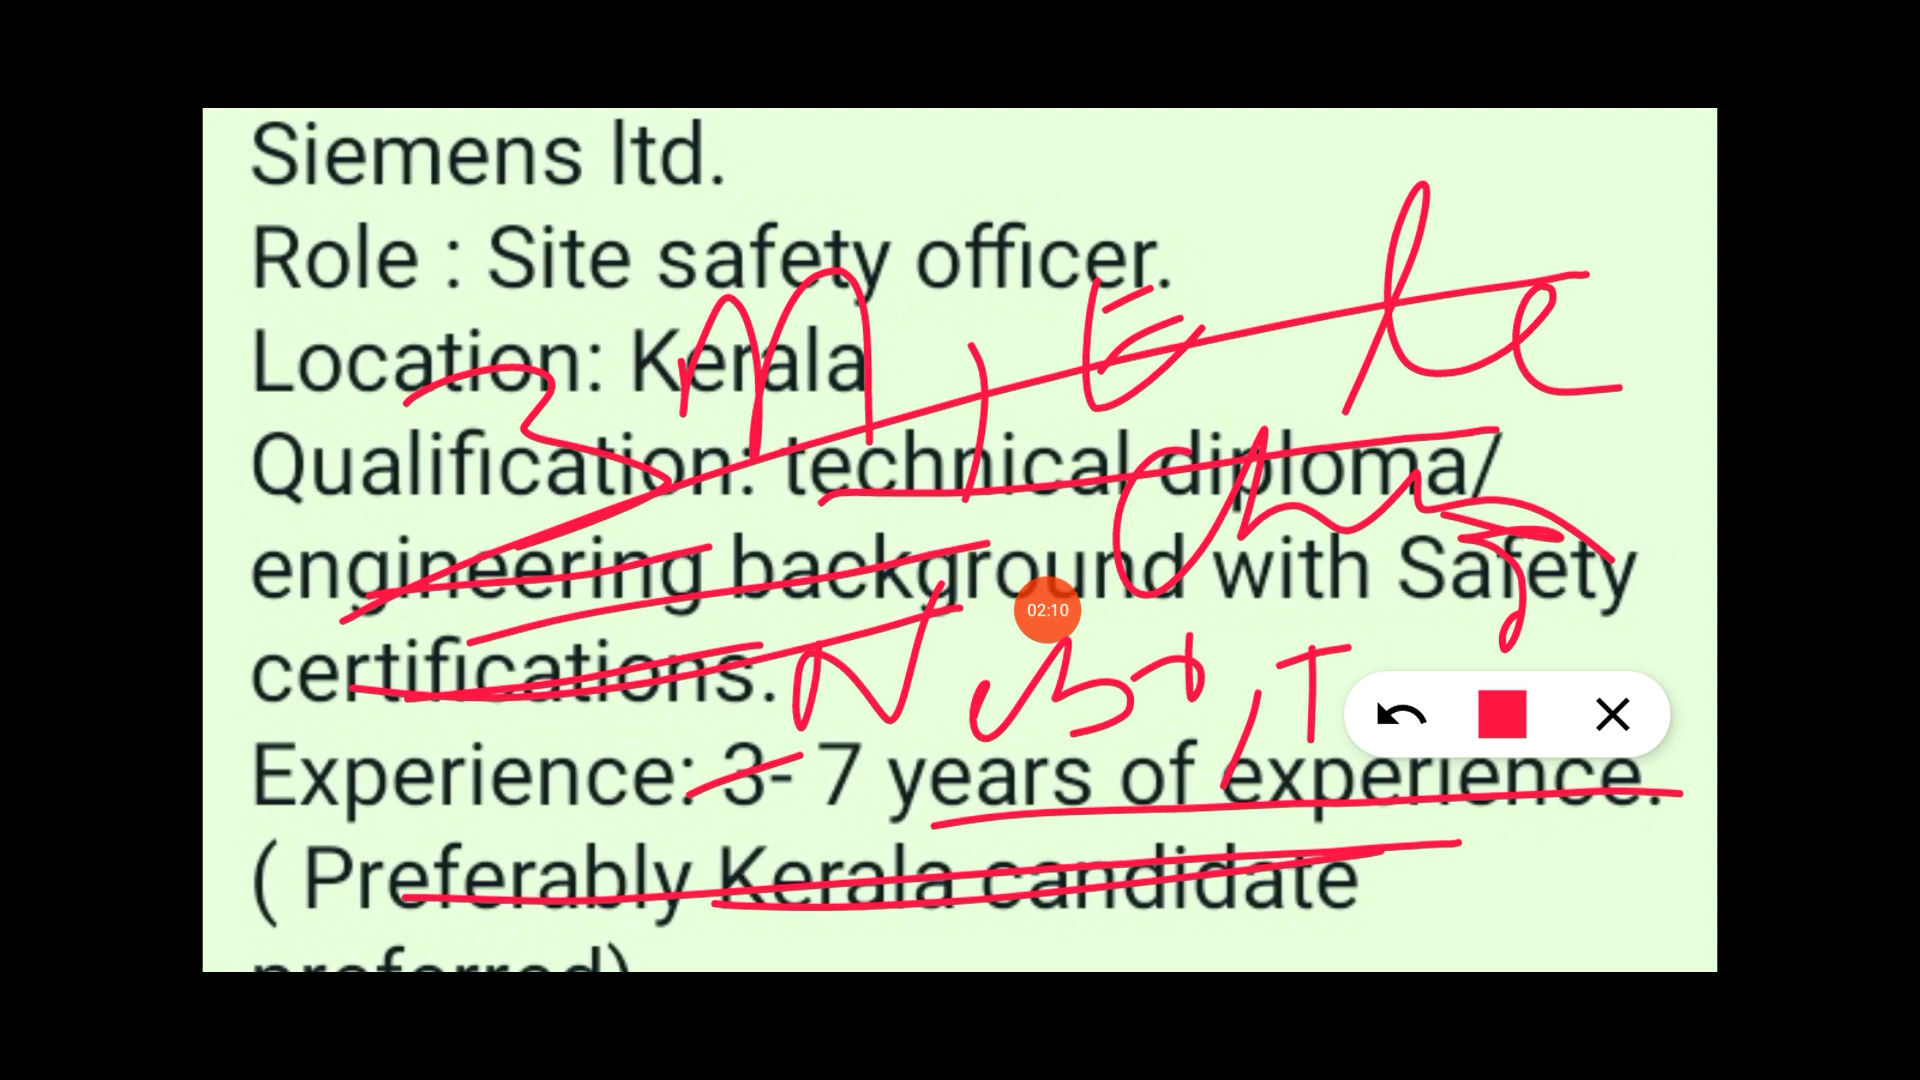 Siemens ltd.
Role : Site safety officer.
Location: Kerala
Qualification: technical diploma/
engineering background with Safety
certifications.
02:10
Experience: 3- 7 years of experience.
( Preferably Kerala candidate
preferred)